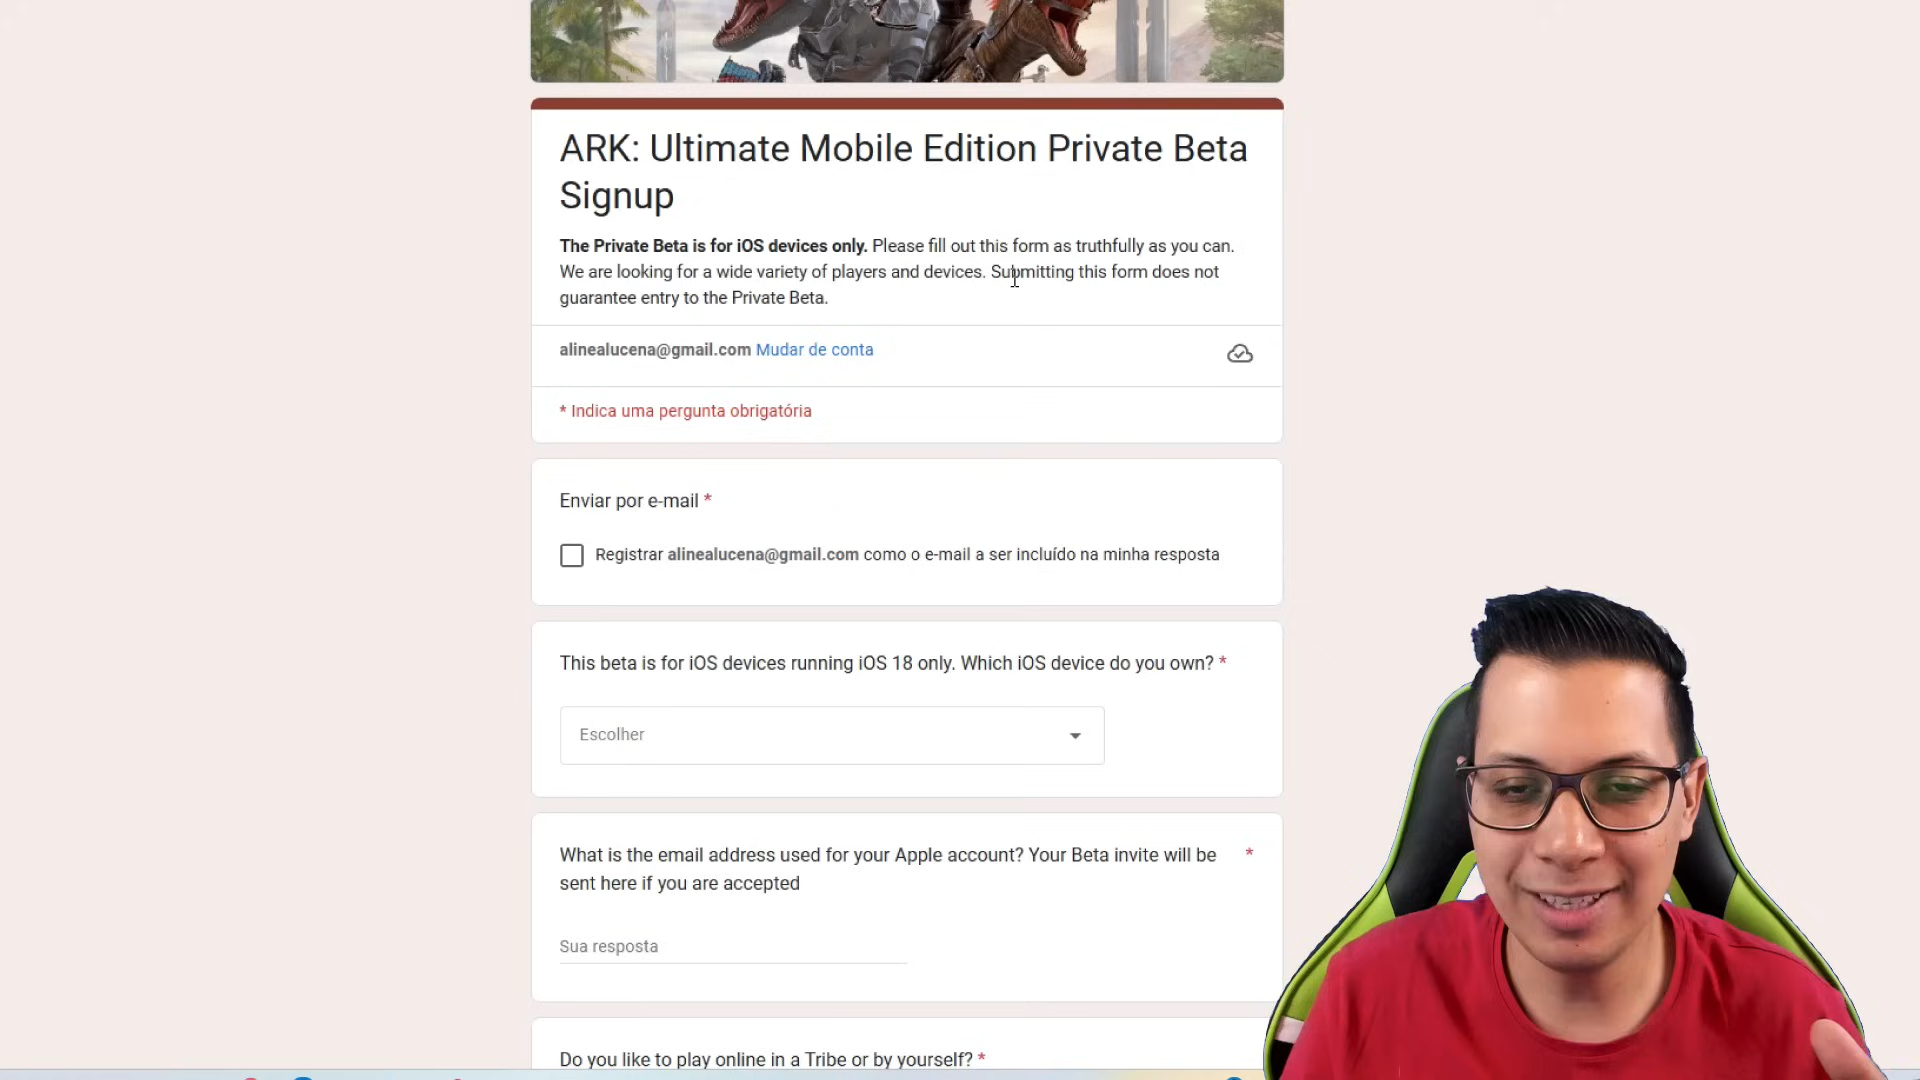 ARK: Ultimate Mobile Edition Private Beta
Signup
The Private Beta is for iOS devices only. Please fill out this form as truthfully as you can.
We are looking for a wide variety of players and devices. Submitting this form does not
guarantee entry to the Private Beta.
alinealucena@gmail.com Mudar de conta
* Indica uma pergunta obrigatória
Enviar por e-mail *
Registrar alinealucena@gmail.com como o e-mail a ser incluído na minha resposta
This beta is for iOS devices running iOS 18 only. Which iOS device do you own? *
Escolher
What is the email address used for your Apple account? Your Beta invite will be *
sent here if you are accepted
Sua resposta
Do you like to play online in a Tribe or by yourself? *